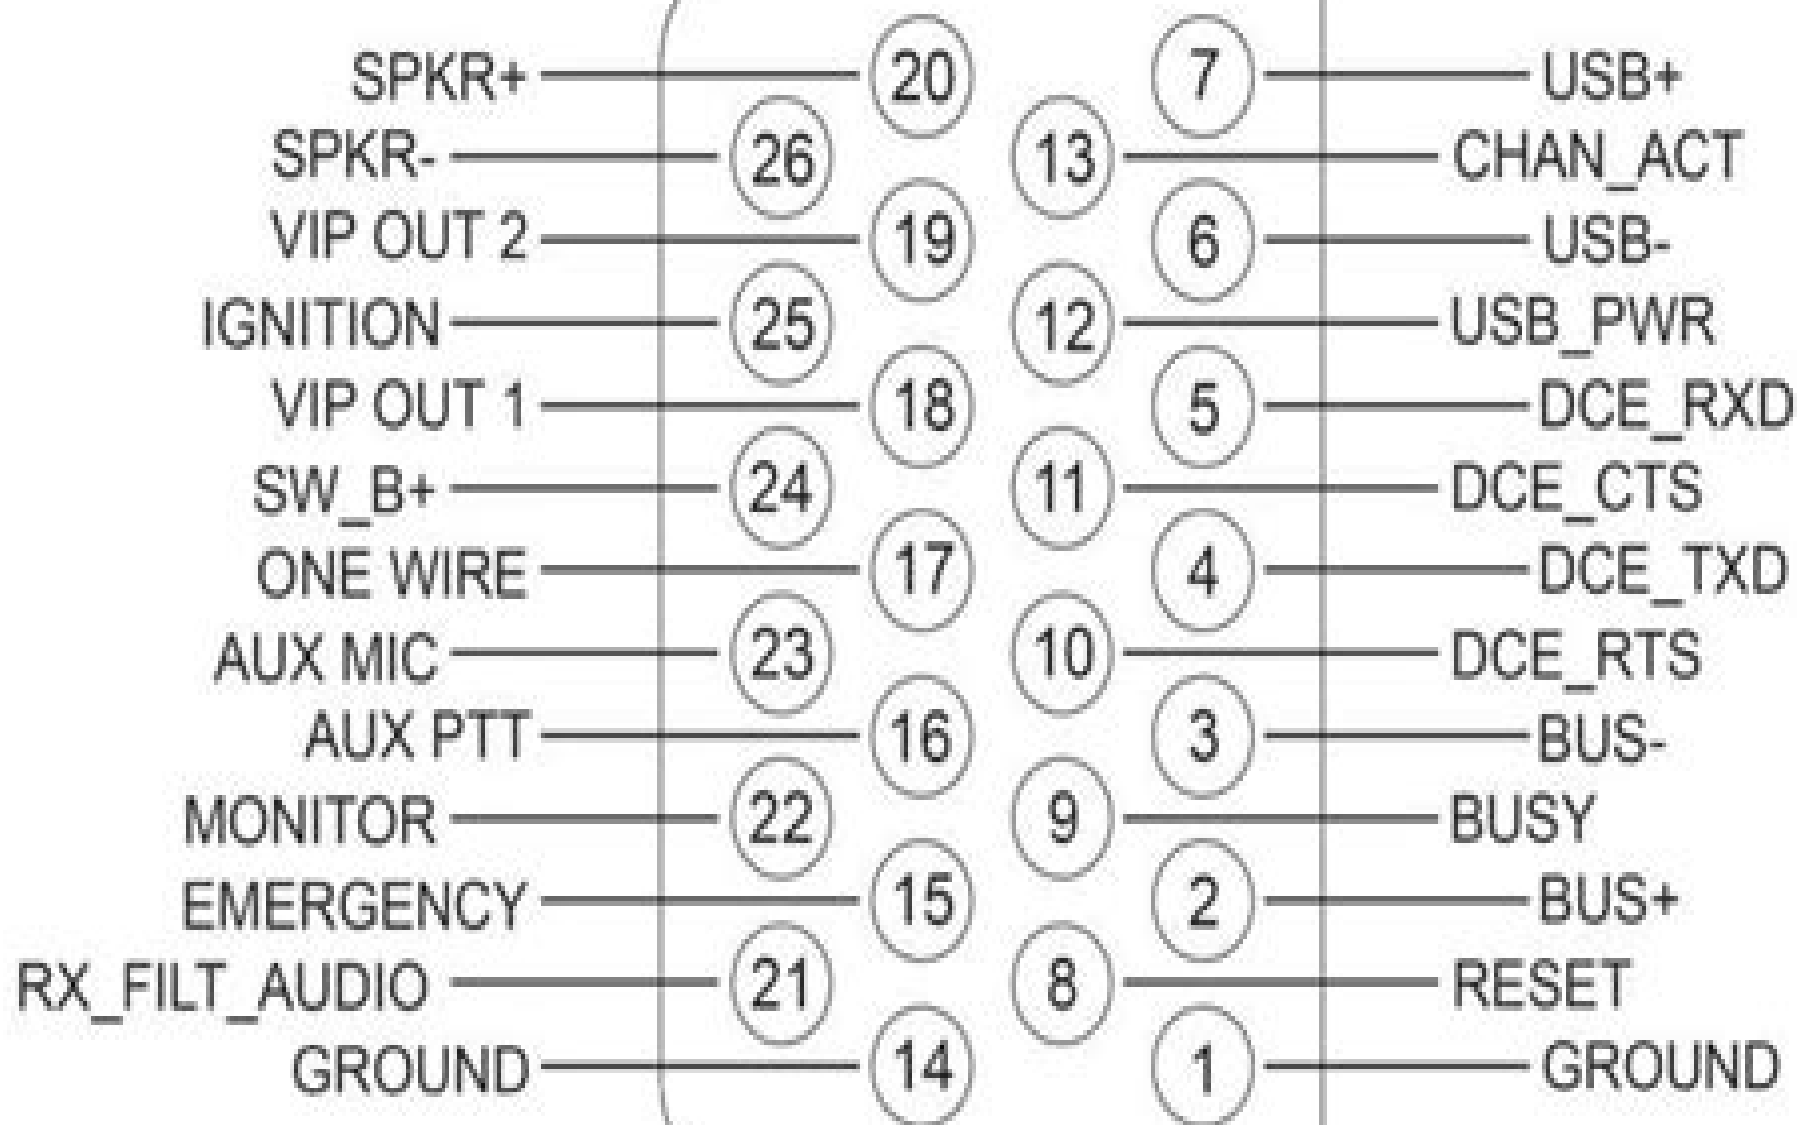 SPKR+ 20 7 USB+
SPKR- 26 13 CHAN_ACT
VIP OUT 2 19 6 USB-
IGNITION 25 12 USB_PWR
VIP OUT 1 18 5 DCE_RXD
SW_B+ 24 11 DCE_CTS
ONE WIRE 17 4 DCE_TXD
AUX MIC 23 10 DCE_RTS
AUX PTT 16 3 BUS-
MONITOR 22 9 BUSY
EMERGENCY 15 2 BUS+
RX_FILT_AUDIO 21 8 RESET
GROUND 14 1 GROUND